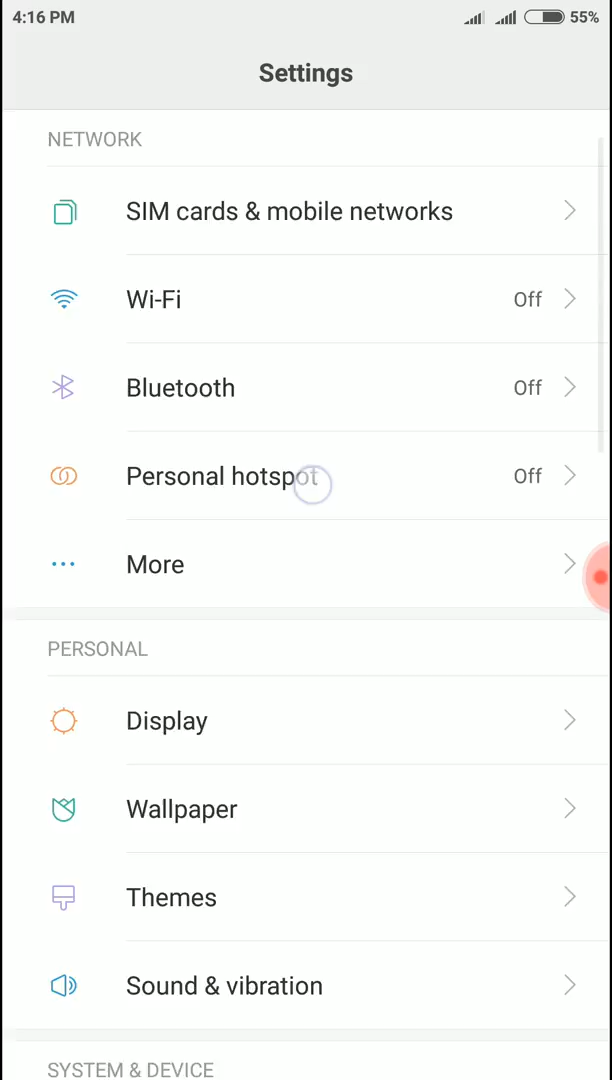 4:16 PM 55%
Settings
NETWORK
SIM cards & mobile networks
Wi-Fi Off
Bluetooth Off
Personal hotspot Off
More
PERSONAL
Display
Wallpaper
Themes
Sound & vibration
SYSTEM & DEVICE